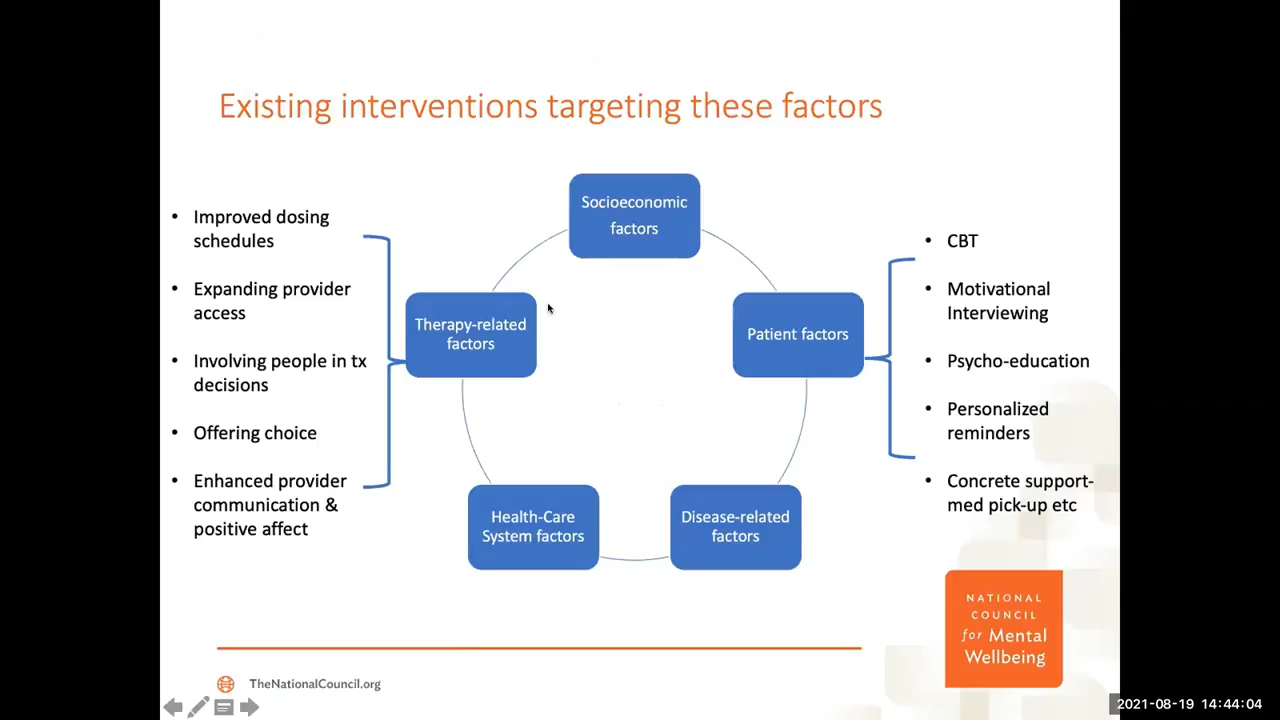 Existing interventions targeting these factors
• Improved dosing
schedules
• Expanding provider
access
• Involving people in tx
decisions
• Offering choice
• Enhanced provider
communication &
positive affect
Socioeconomic
factors
Therapy-related
factors
Patient factors
Health-Care
System factors
Disease-related
factors
• CBT
• Motivational
Interviewing
• Psycho-education
• Personalized
reminders
• Concrete support-
med pick-up etc
NATIONAL
COUNCIL
for Mental
Wellbeing
TheNationalCouncil.org
2021-08-19 14:44:04